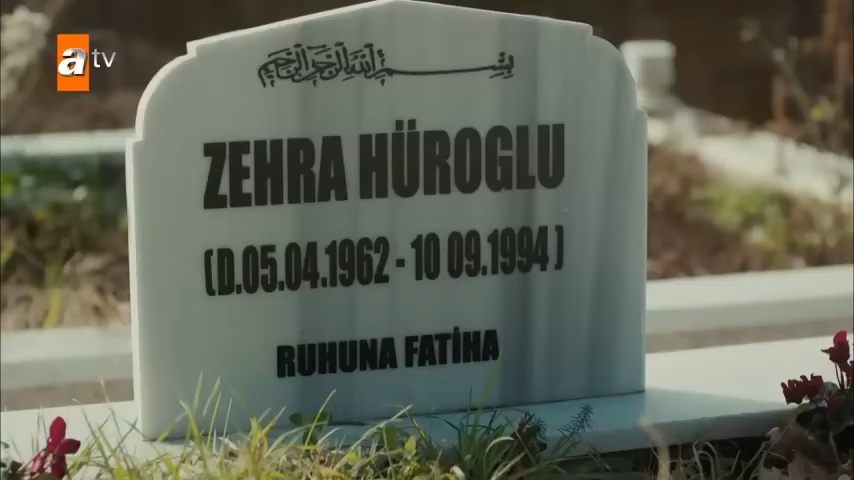 atv
بسم الله الرحمن الرحيم
ZEHRA HÜROGLU
(D.05.04.1962 - 10 09.1994)
RUHUNA FATİHA